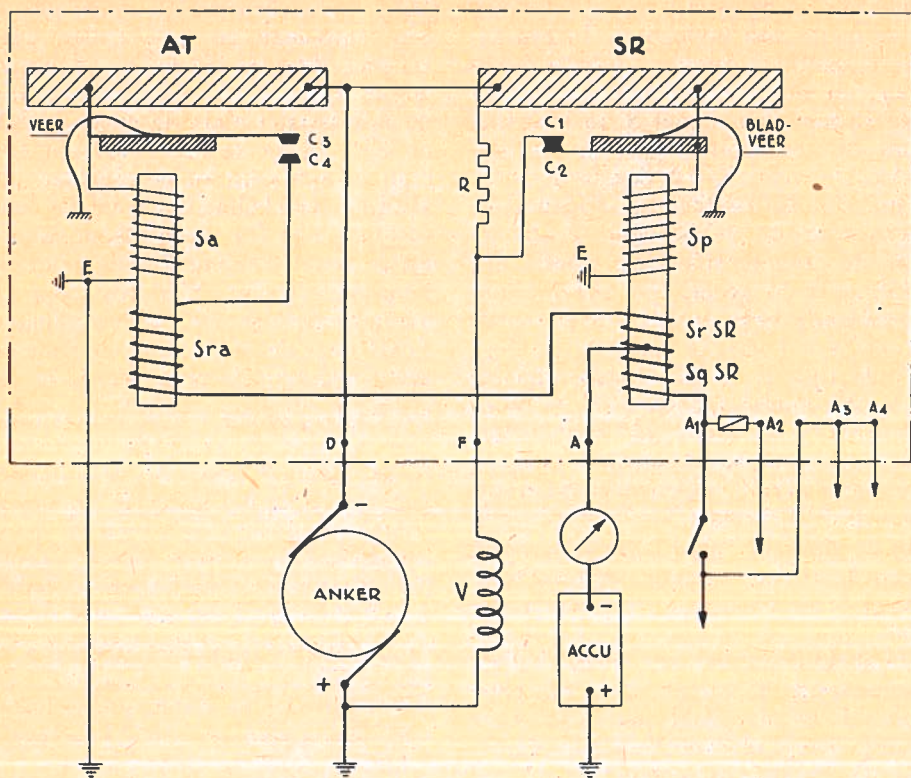 AT
SR
VEER
C3
C4
C1
C2
BLAD-
VEER
R
Sa
Sp
E
E
Sra
Sr SR
Sq SR
D
F
A
A1
A2
A3
A4
-
ANKER
V
+
-
ACCU
+